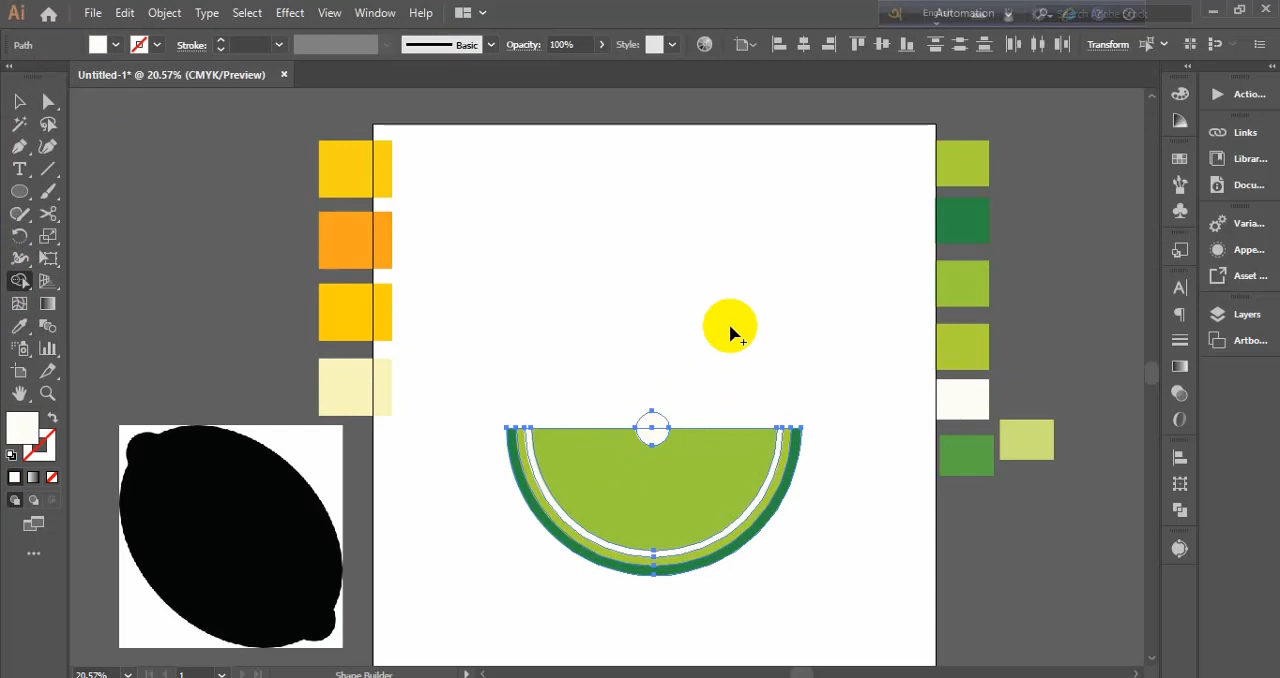 Ai File Edit Object Type Select Effect View Window Help Automation
Path Stroke: Basic Opacity: 100% Style: Transform
Untitled-1* @ 20.57% (CMYK/Preview) ×
Actio...
Links
Librar...
Docu...
Varia...
Appe...
Asset ...
Layers
Artbo...
20.57% 1 Shape Builder